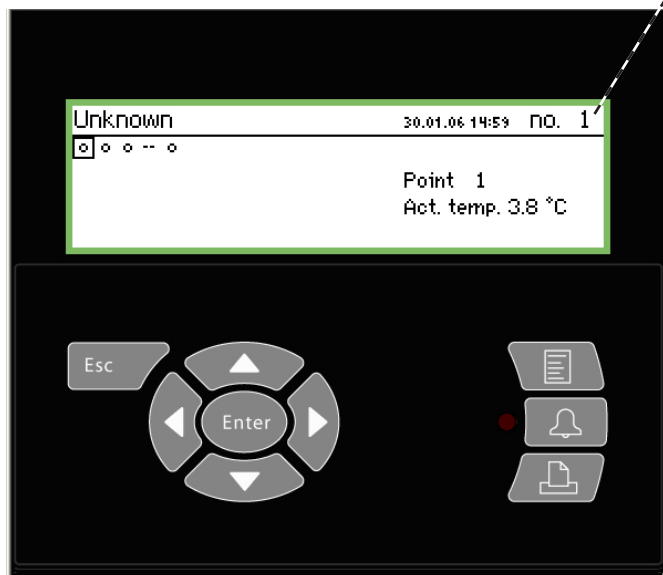 Unknown 30.01.06 14:59 no. 1
o o o -- o
Point 1
Act. temp. 3.8 °C
Esc
Enter